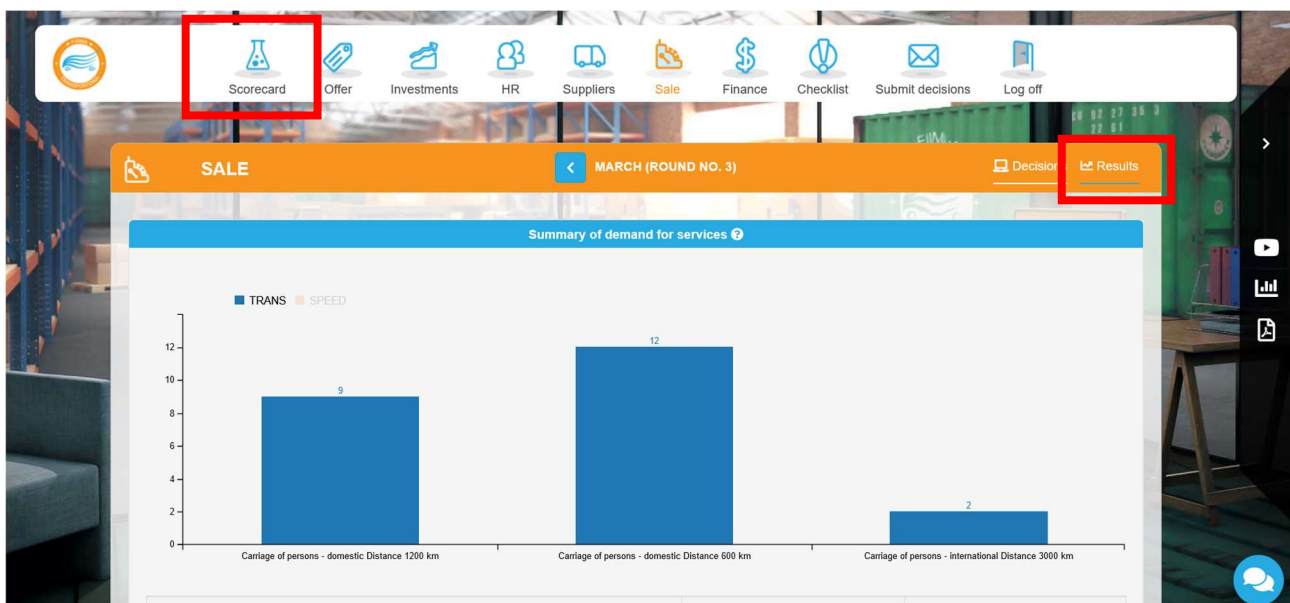 Scorecard
Offer
Investments
HR
Suppliers
Sale
Finance
Checklist
Submit decisions
Log off
SALE
MARCH (ROUND NO. 3)
Decision
Results
Summary of demand for services
TRANS
SPEED
12
10
8
6
4
2
0
9
12
2
Carriage of persons - domestic Distance 1200 km
Carriage of persons - domestic Distance 600 km
Carriage of persons - international Distance 3000 km